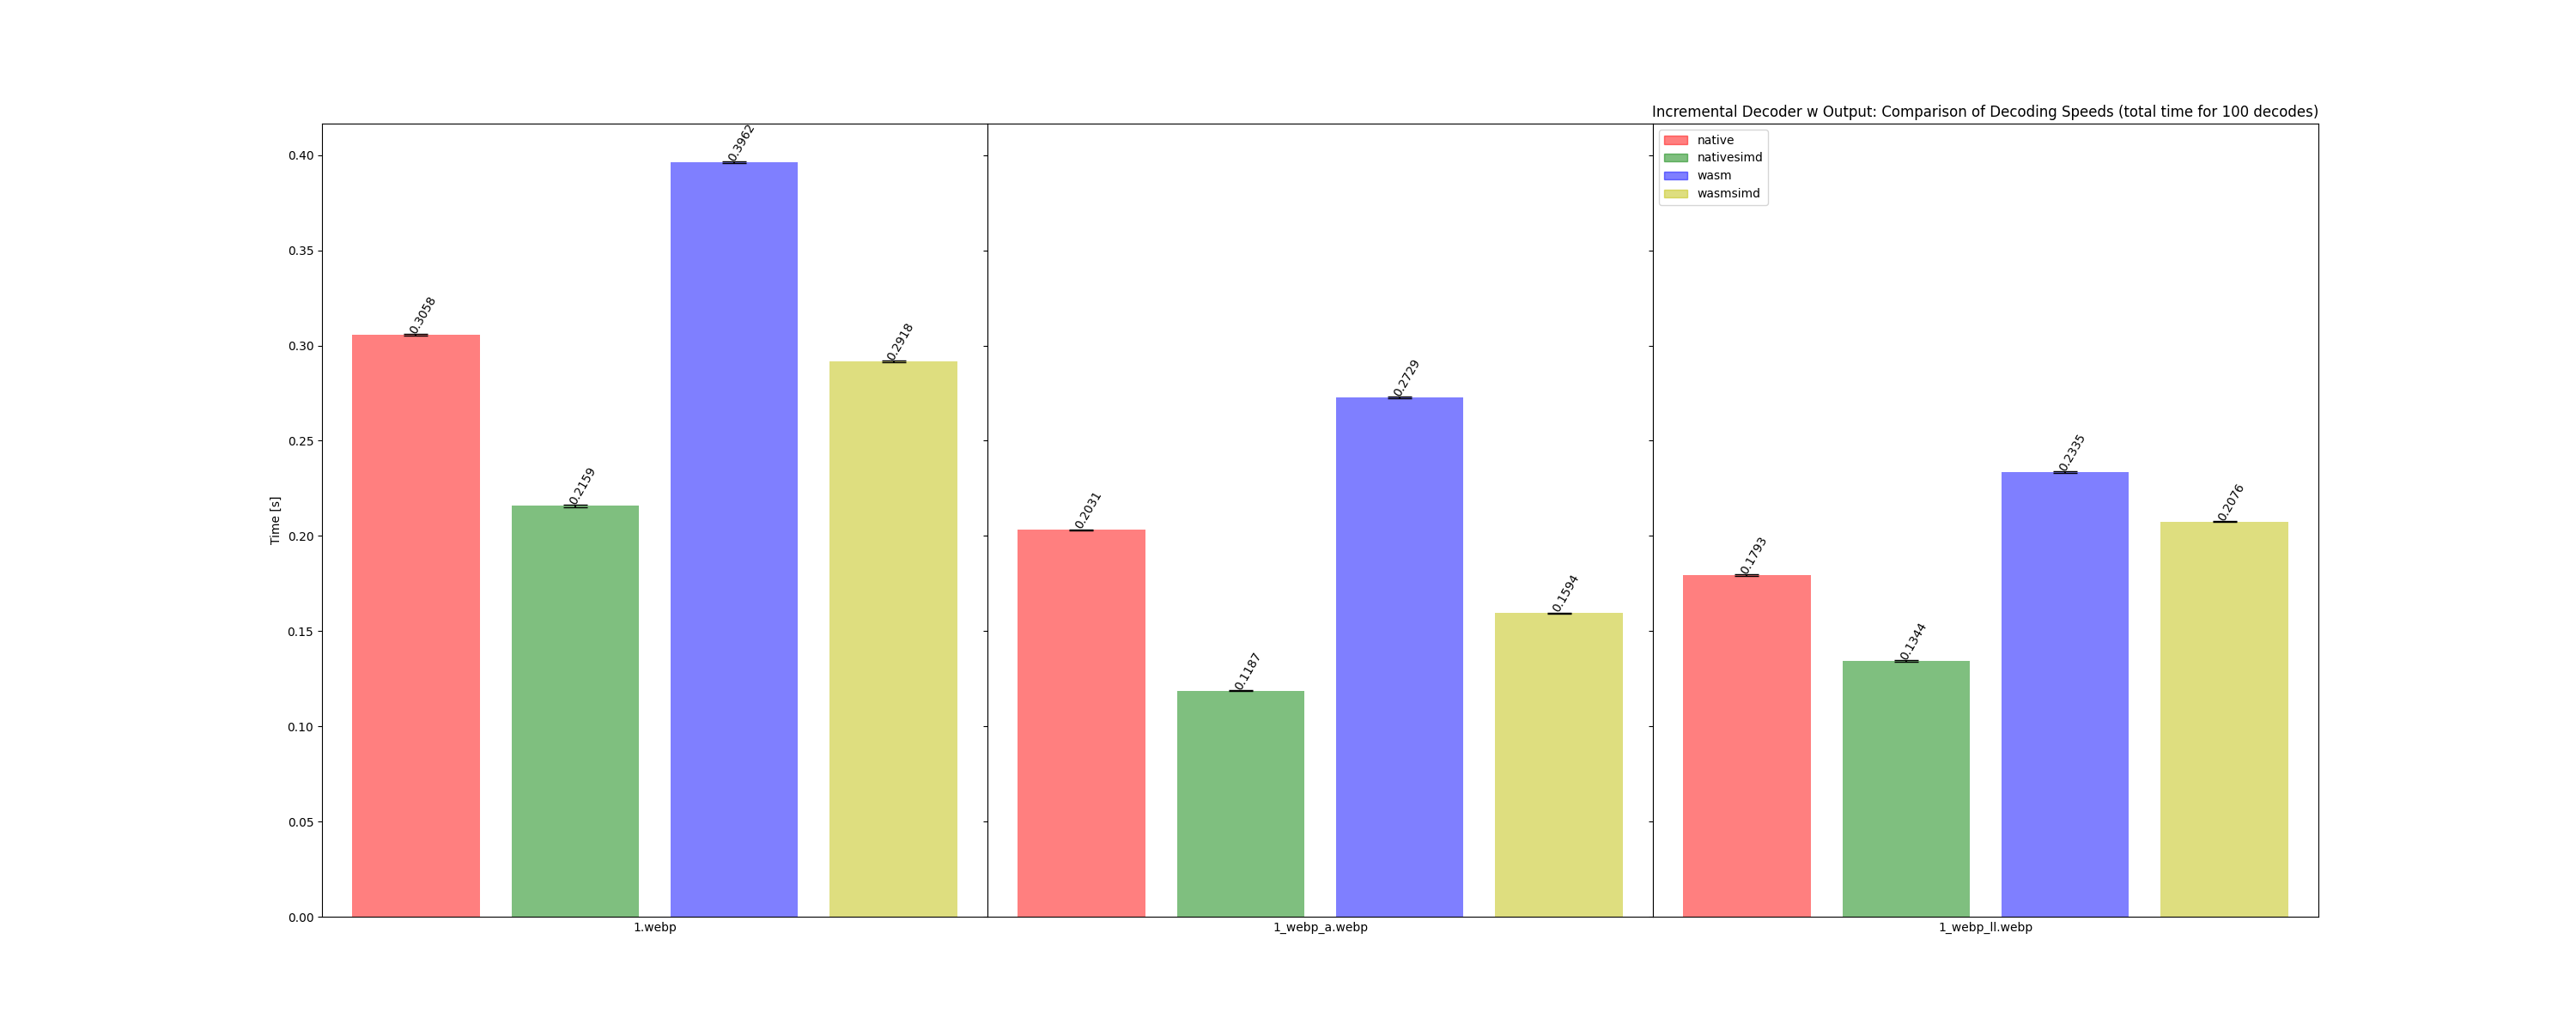 Incremental Decoder w Output: Comparison of Decoding Speeds (total time for 100 decodes)
native
nativesimd
wasm
wasmsimd
Time [s]
0.40
0.35
0.30
0.25
0.20
0.15
0.10
0.05
0.00
0.3058
0.2159
0.3962
0.2918
1.webp
0.2031
0.1187
0.2729
0.1594
1_webp_a.webp
0.1793
0.1344
0.2335
0.2076
1_webp_ll.webp